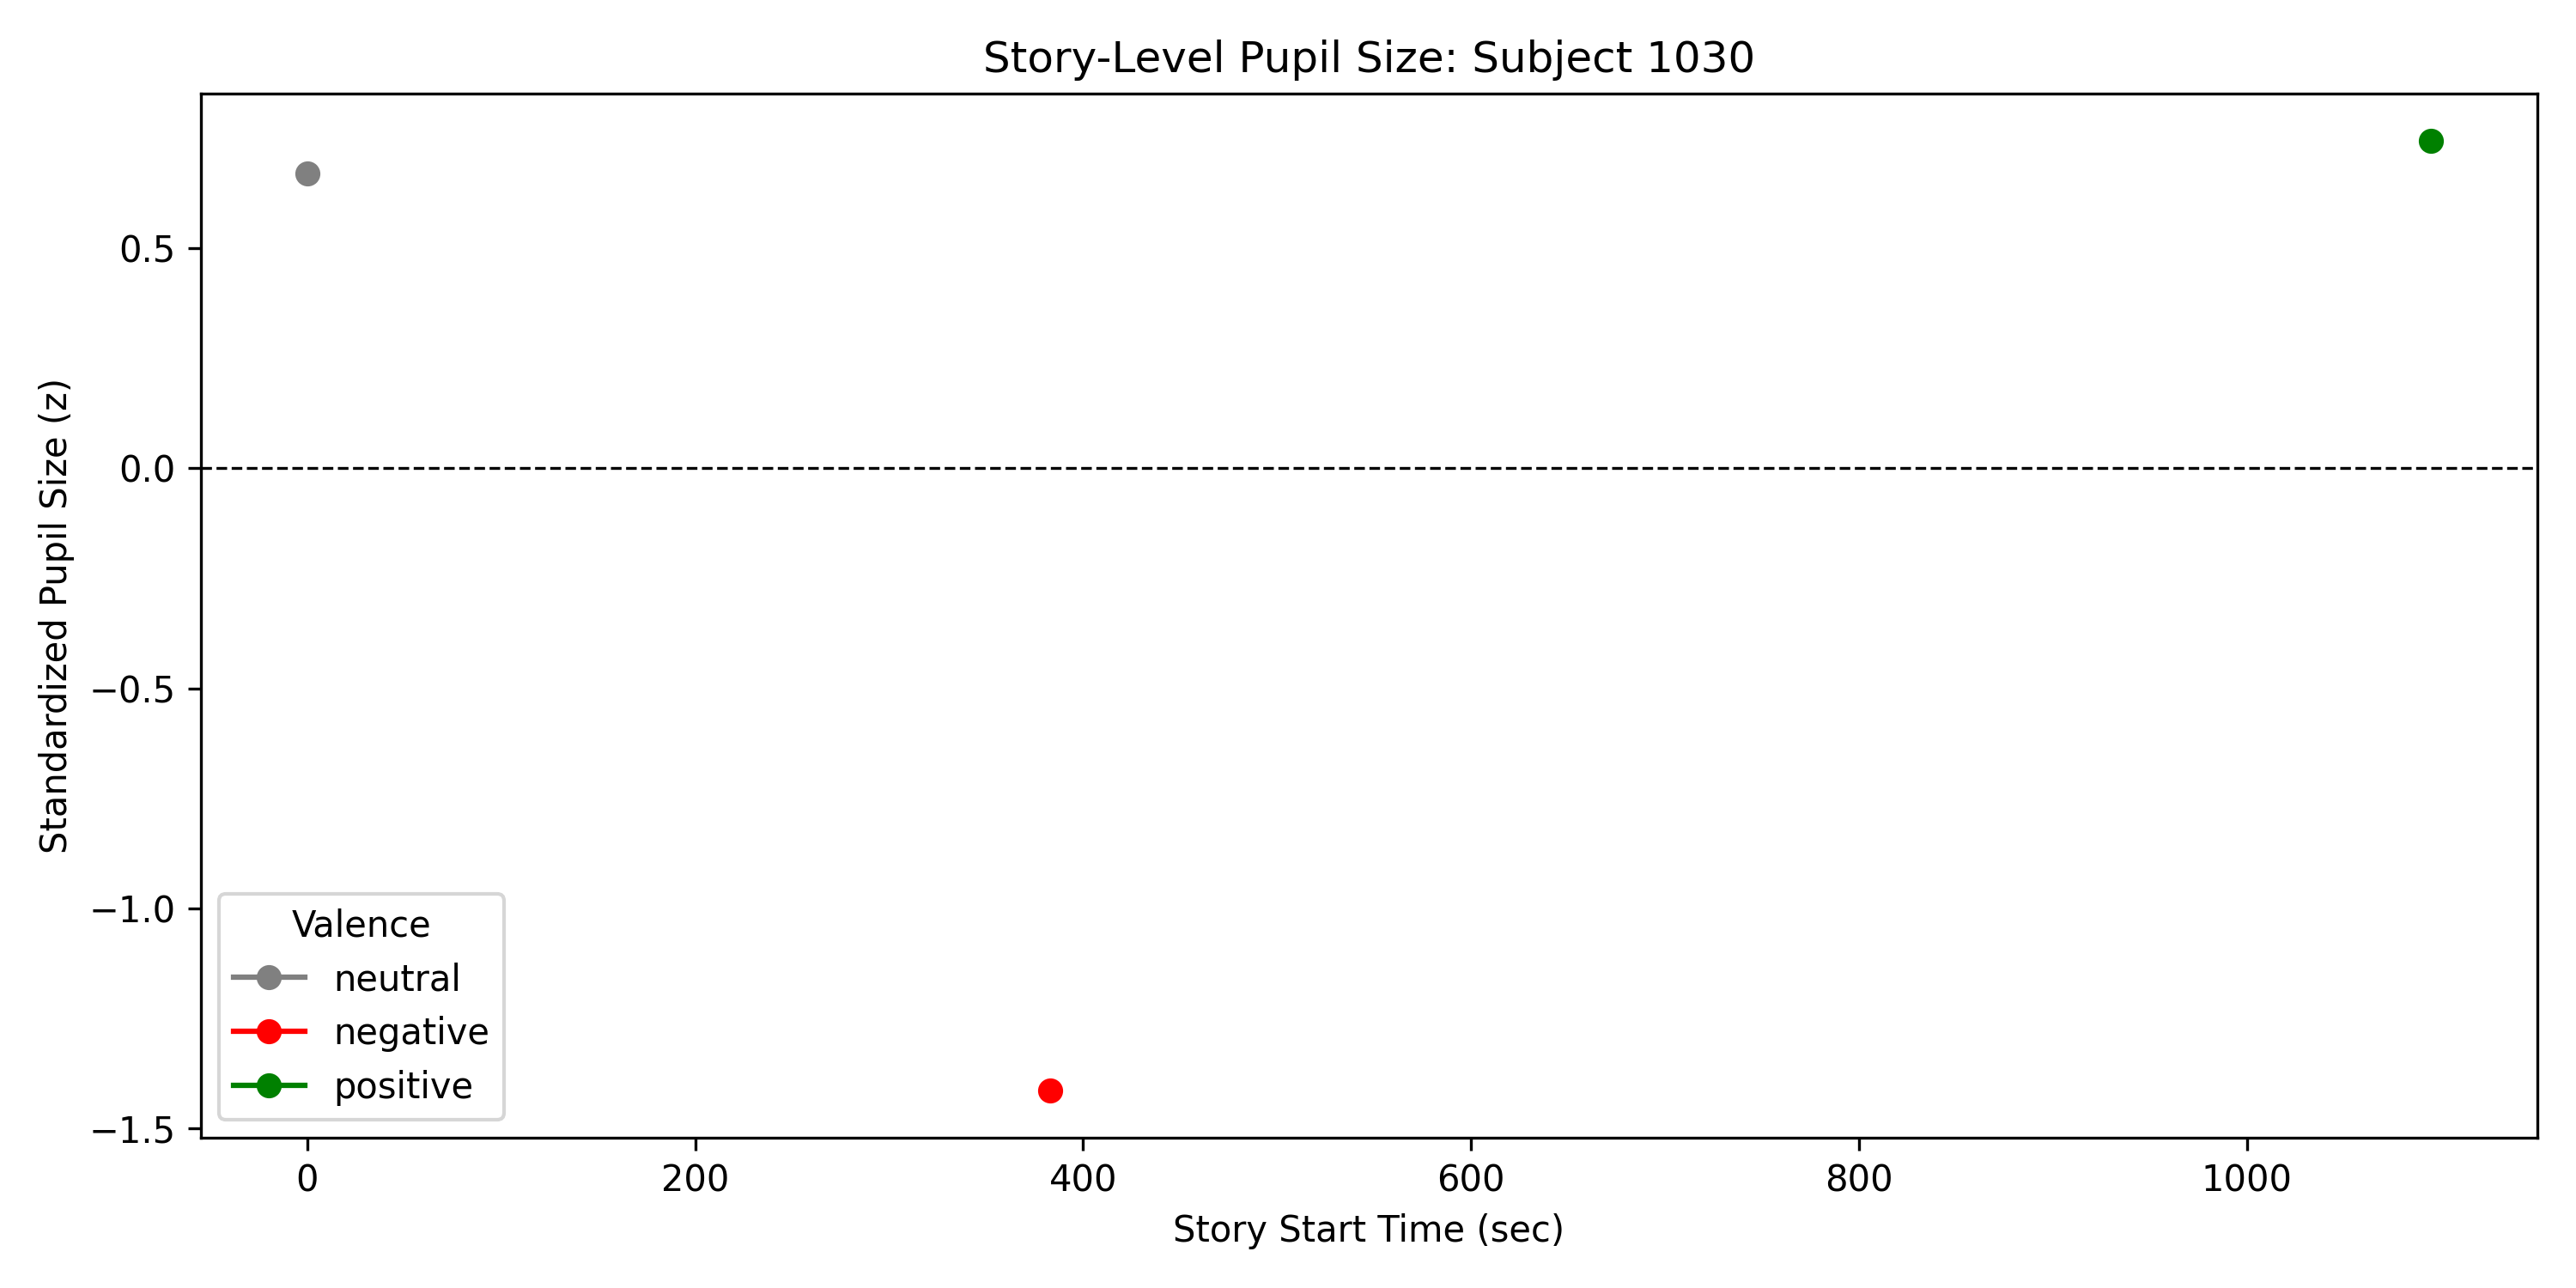 Story-Level Pupil Size: Subject 1030
Standardized Pupil Size (z)
0.5
0.0
−0.5
−1.0
−1.5
Valence
neutral
negative
positive
0 200 400 600 800 1000
Story Start Time (sec)